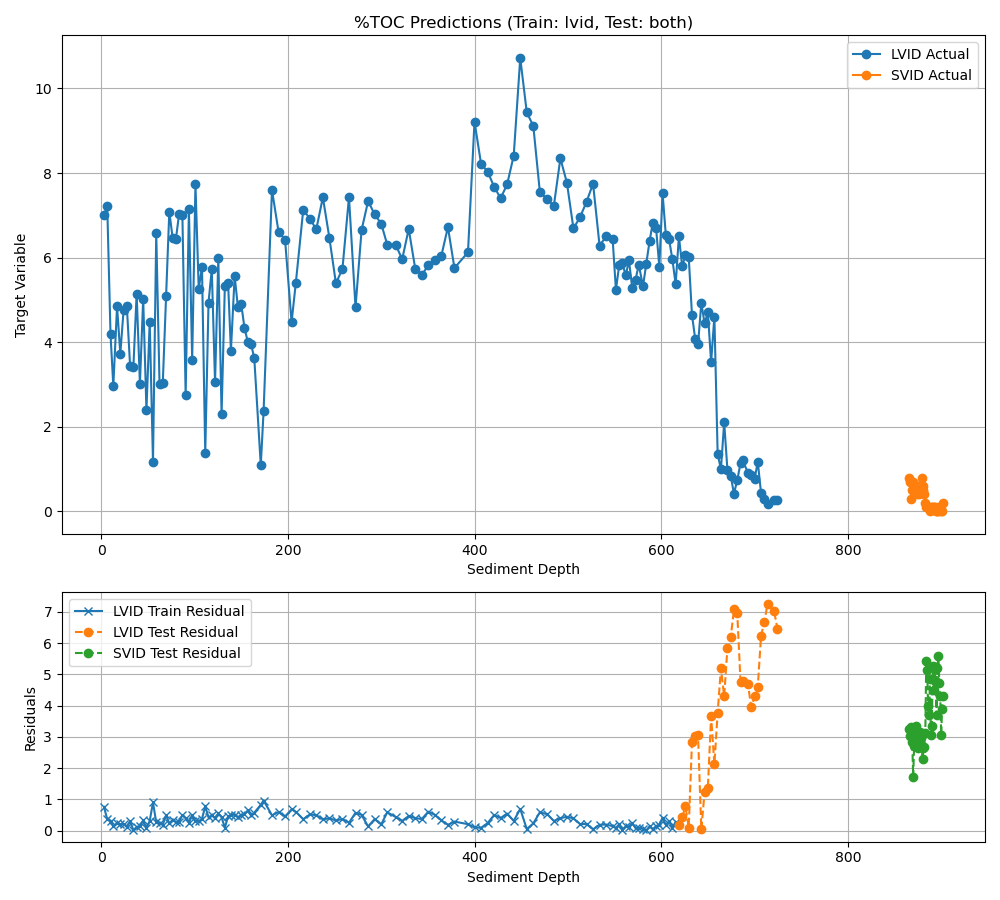 %TOC Predictions (Train: lvid, Test: both)
LVID Actual
SVID Actual
10
8
6
4
2
0
Target Variable
0 200 400 600 800
Sediment Depth
LVID Train Residual
LVID Test Residual
SVID Test Residual
7
6
5
4
3
2
1
0
Residuals
0 200 400 600 800
Sediment Depth